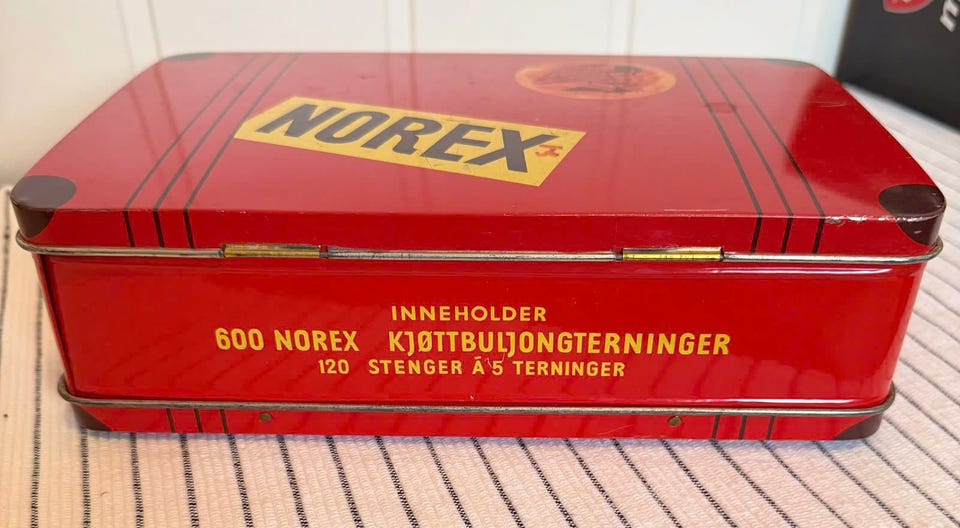 NOREX
INNEHOLDER
600 NOREX KJØTTBULJONGTERNINGER
120 STENGER Á 5 TERNINGER